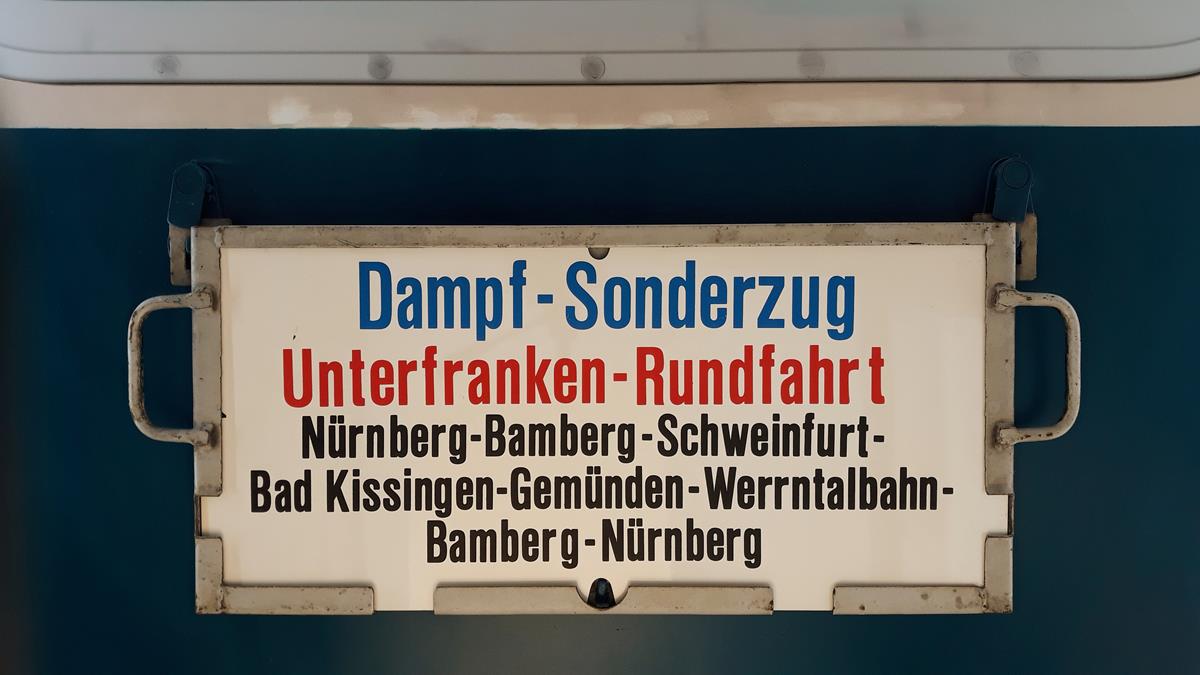 Dampf-Sonderzug
Unterfranken-Rundfahrt
Nürnberg-Bamberg-Schweinfurt-
Bad Kissingen-Gemünden-Werrntalbahn-
Bamberg-Nürnberg